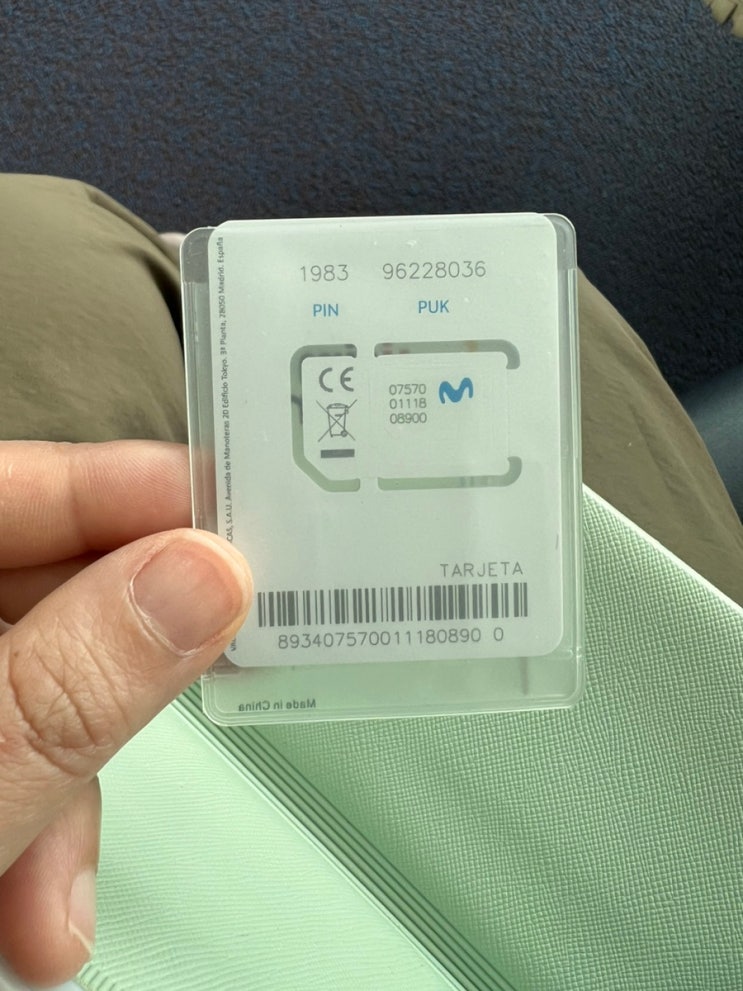 1983 96228036
PIN PUK
CE
07570
01118
08900
TARJETA
893407570011180890 0
CAS, S.A.U. Avenida de Manoteras 20 Edificio Tokyo. 3ª Planta, 28050 Madrid. España
Made in China